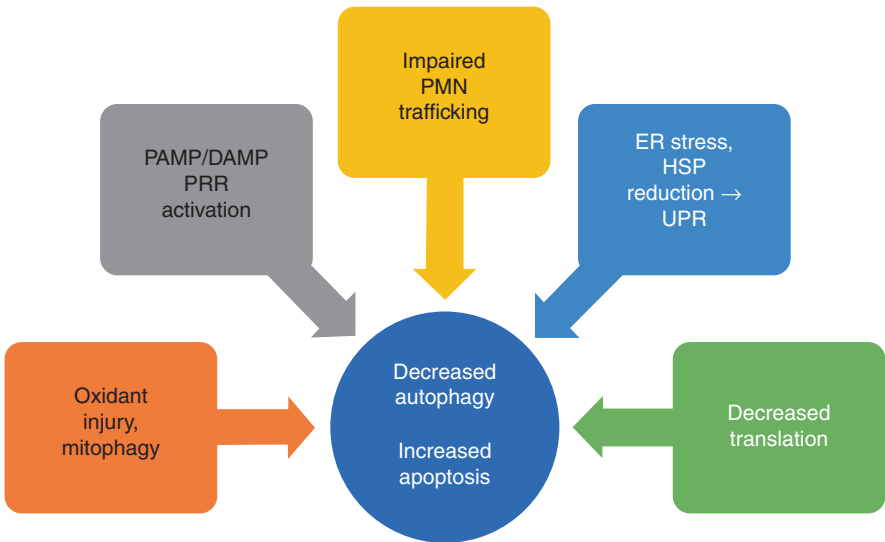 Impaired
PMN
trafficking
PAMP/DAMP
PRR
activation
ER stress,
HSP
reduction →
UPR
Oxidant
injury,
mitophagy
Decreased
autophagy
Increased
apoptosis
Decreased
translation